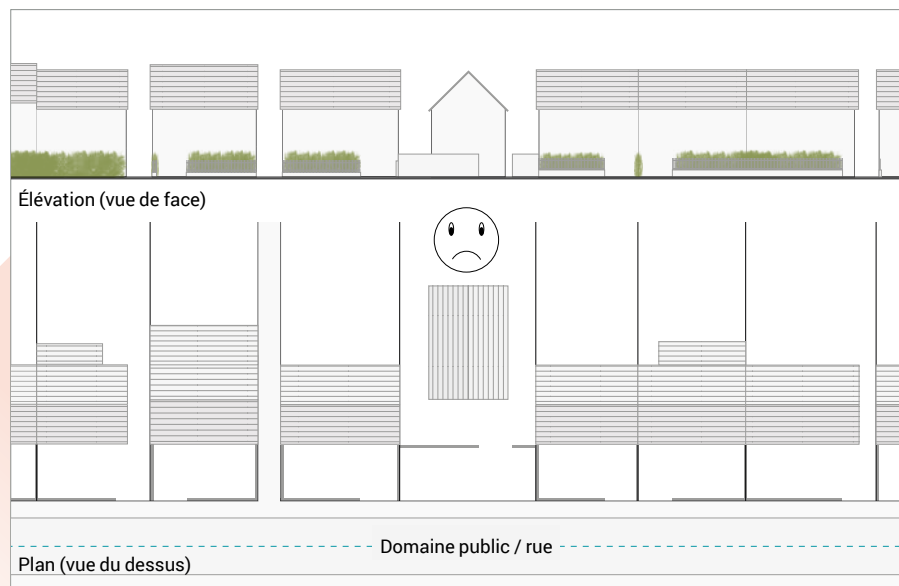 Élévation (vue de face)
Domaine public / rue
Plan (vue du dessus)